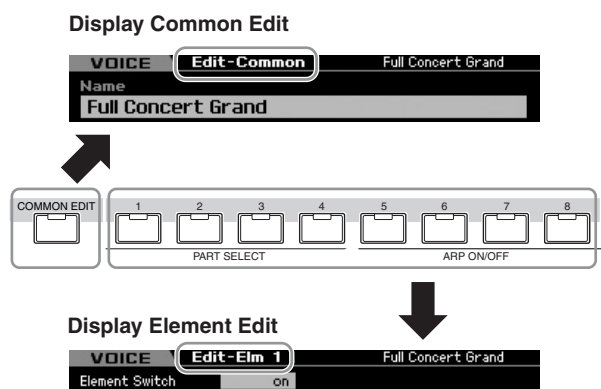 Display Common Edit
VOICE Edit-Common Full Concert Grand
Name
Full Concert Grand
COMMON EDIT 1 2 3 4 5 6 7 8
PART SELECT ARP ON/OFF
Display Element Edit
VOICE Edit-Elm 1 Full Concert Grand
Element Switch on